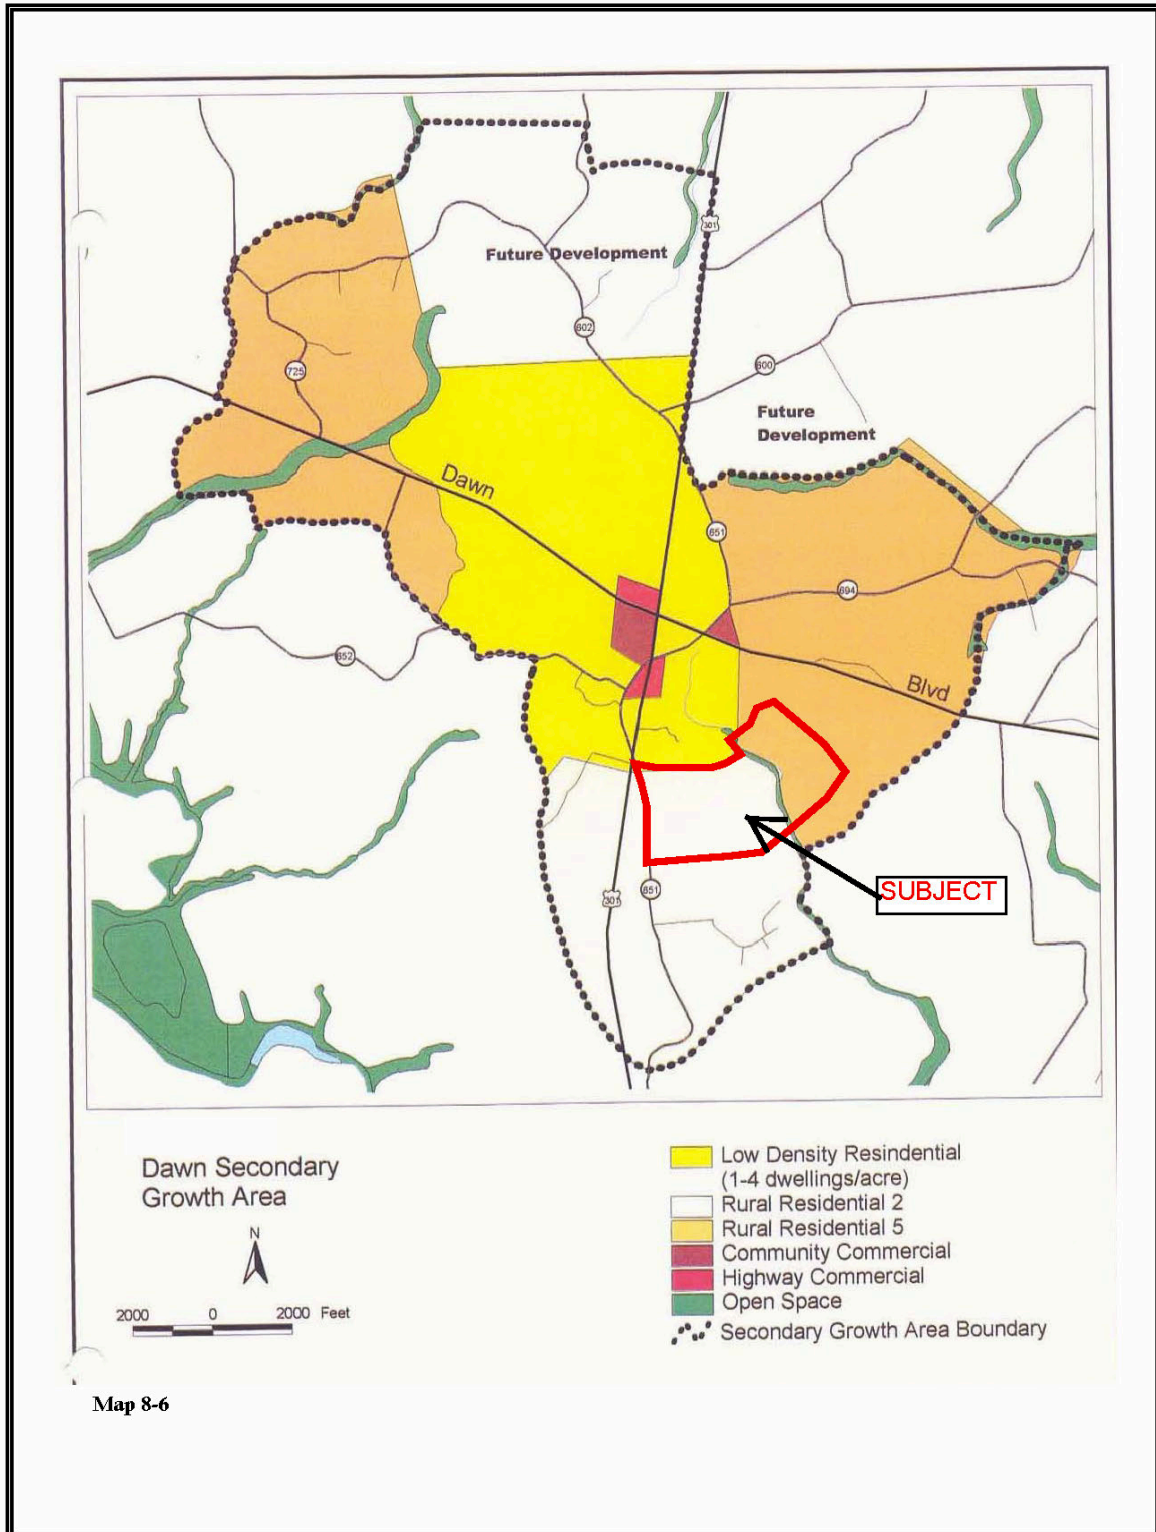 301
Future Development
602
725
600
Future
Development
Dawn
651
694
652
Blvd
SUBJECT
301
651
Dawn Secondary
Growth Area
N
2000 0 2000 Feet
Low Density Resindential
(1-4 dwellings/acre)
Rural Residential 2
Rural Residential 5
Community Commercial
Highway Commercial
Open Space
Secondary Growth Area Boundary
Map 8-6